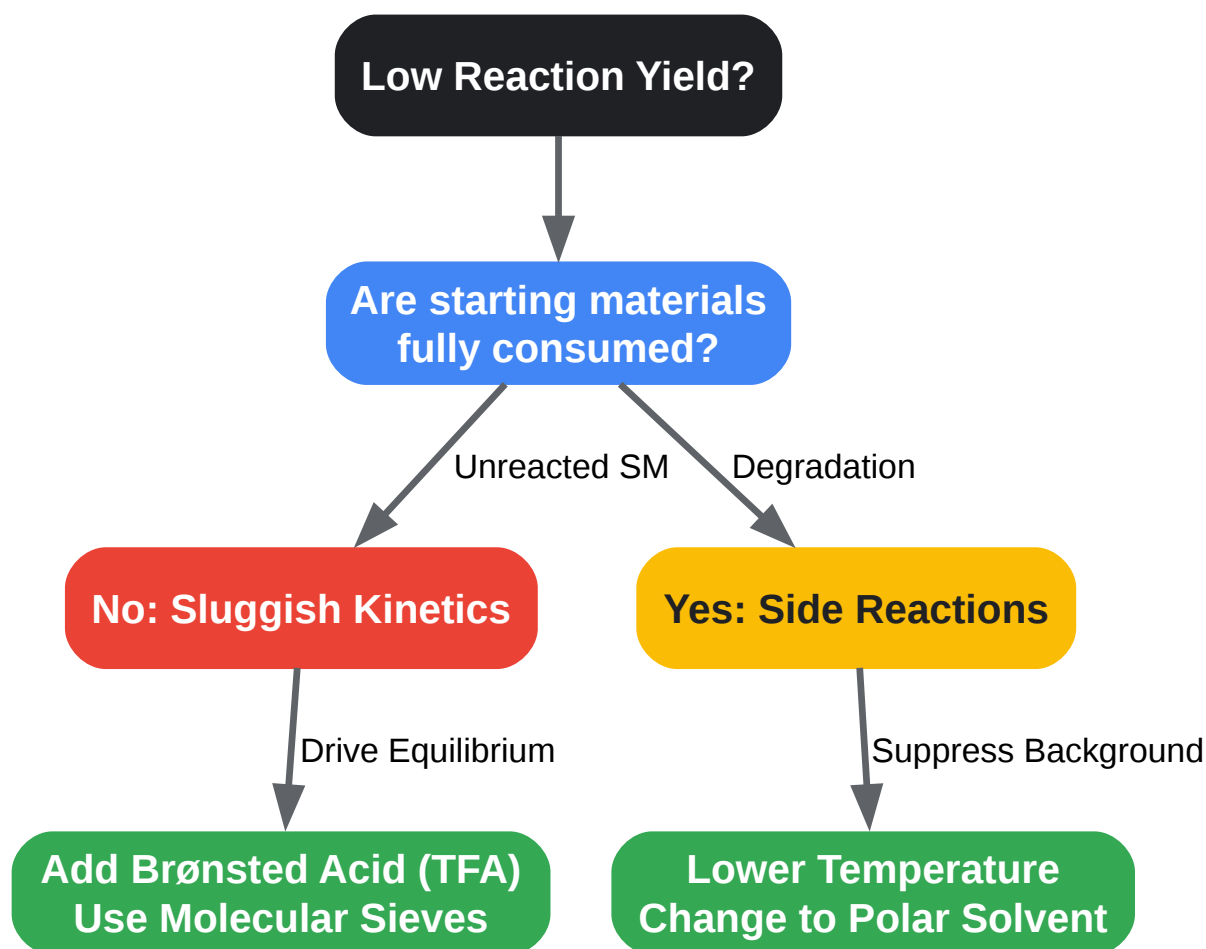 Low Reaction Yield?
Are starting materials
fully consumed?
Unreacted SM
Degradation
No: Sluggish Kinetics
Yes: Side Reactions
Drive Equilibrium
Suppress Background
Add Brønsted Acid (TFA)
Use Molecular Sieves
Lower Temperature
Change to Polar Solvent